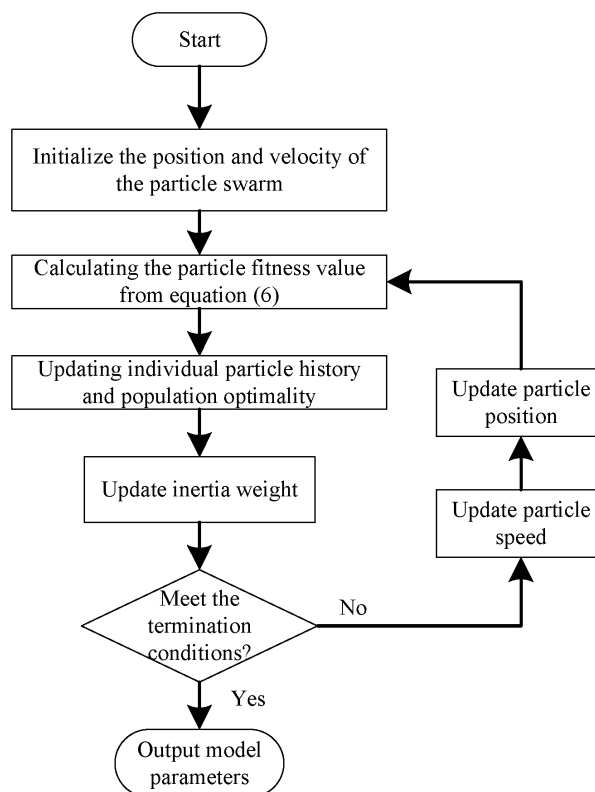 Start
Initialize the position and velocity of
the particle swarm
Calculating the particle fitness value
from equation (6)
Updating individual particle history
and population optimality
Update particle
position
Update inertia weight
Update particle
speed
Meet the
termination
conditions?
No
Yes
Output model
parameters